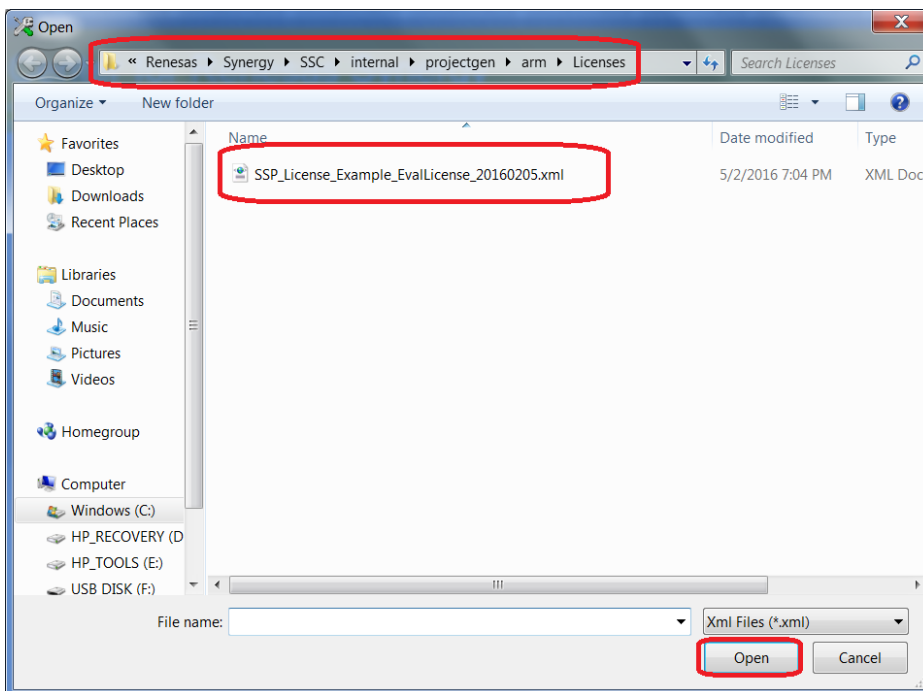 Open
« Renesas Synergy SSC internal projectgen arm Licenses Search Licenses
Organize New folder
Name Date modified Type
SSP_License_Example_EvalLicense_20160205.xml 5/2/2016 7:04 PM XML Doc
Favorites
Desktop
Downloads
Recent Places
Libraries
Documents
Music
Pictures
Videos
Homegroup
Computer
Windows (C:)
HP_RECOVERY (D
HP_TOOLS (E:)
USB DISK (F:)
File name: Xml Files (*.xml)
Open Cancel